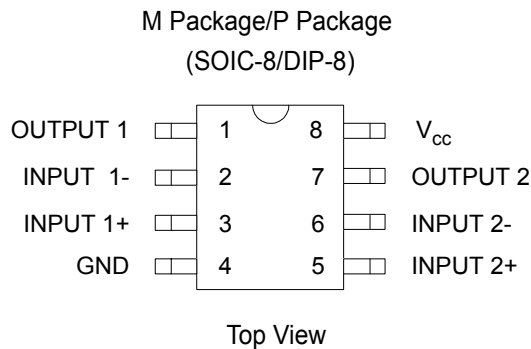 M Package/P Package
(SOIC-8/DIP-8)
OUTPUT 1 1 8 Vcc
INPUT 1- 2 7 OUTPUT 2
INPUT 1+ 3 6 INPUT 2-
GND 4 5 INPUT 2+
Top View